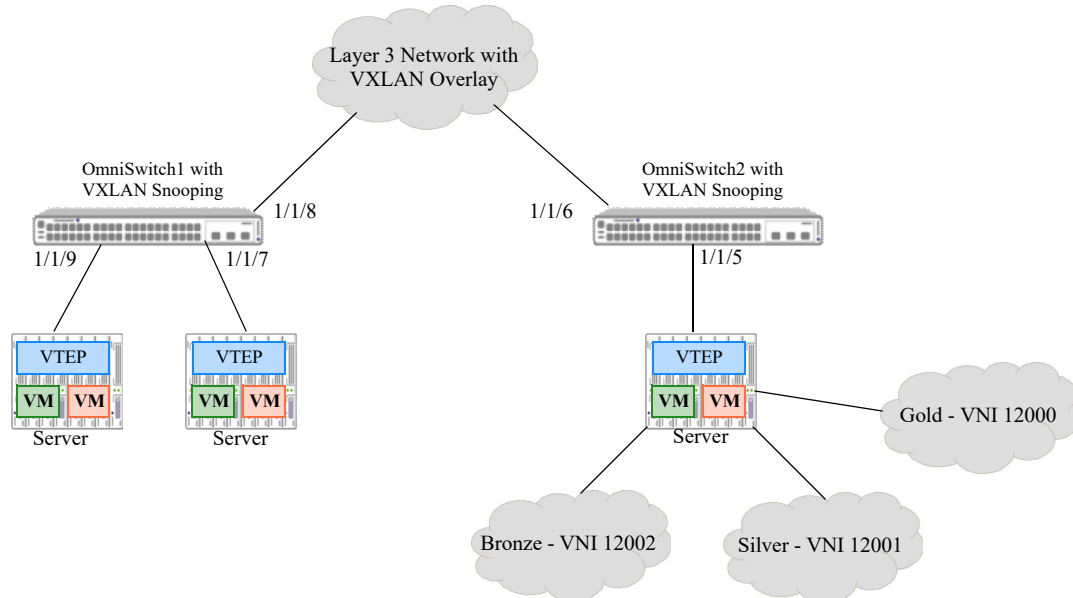 Layer 3 Network with
VXLAN Overlay
OmniSwitch1 with
VXLAN Snooping
OmniSwitch2 with
VXLAN Snooping
1/1/8
1/1/6
1/1/9
1/1/7
1/1/5
VTEP
VM
VM
Server
VTEP
VM
VM
Server
VTEP
VM
VM
Server
Gold - VNI 12000
Bronze - VNI 12002
Silver - VNI 12001